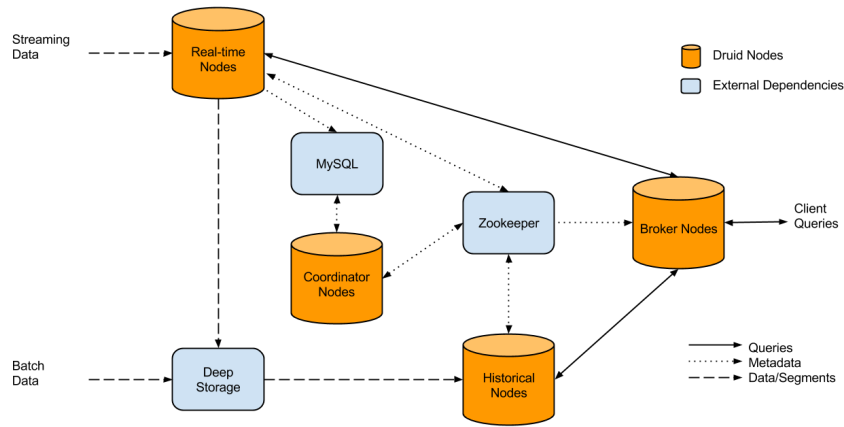 Streaming
Data
Real-time
Nodes
Druid Nodes
External Dependencies
MySQL
Zookeeper
Broker Nodes
Client
Queries
Coordinator
Nodes
Batch
Data
Deep
Storage
Historical
Nodes
Queries
Metadata
Data/Segments